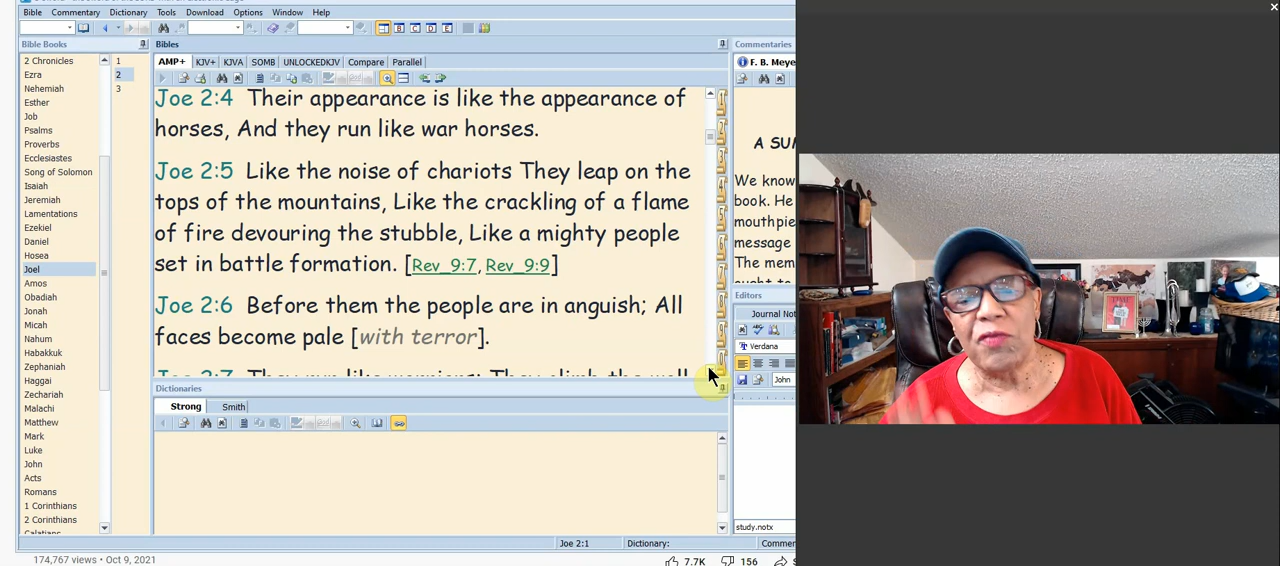 Bible Commentary Dictionary Tools Download Options Window Help
B C D E
Bible Books
Bibles
Commentaries
2 Chronicles
Ezra
Nehemiah
Esther
Job
Psalms
Proverbs
Ecclesiastes
Song of Solomon
Isaiah
Jeremiah
Lamentations
Ezekiel
Daniel
Hosea
Joel
Amos
Obadiah
Jonah
Micah
Nahum
Habakkuk
Zephaniah
Haggai
Zechariah
Malachi
Matthew
Mark
Luke
John
Acts
Romans
1 Corinthians
2 Corinthians
Galatians
1
2
3
AMP+ KJV+ KJVA SOMB UNLOCKEDKJV Compare Parallel
Joe 2:4 Their appearance is like the appearance of
horses, And they run like war horses.
Joe 2:5 Like the noise of chariots They leap on the
tops of the mountains, Like the crackling of a flame
of fire devouring the stubble, Like a mighty people
set in battle formation. [Rev_9:7, Rev_9:9]
Joe 2:6 Before them the people are in anguish; All
faces become pale [with terror].
Dictionaries
Strong Smith
F. B. Meye
A SU
We know
book. He
mouthpie
message
The mem
Editors
Journal Not
Verdana
John
study.notx
Joe 2:1 Dictionary: Comme
174,767 views • Oct 9, 2021
7.7K 156 S